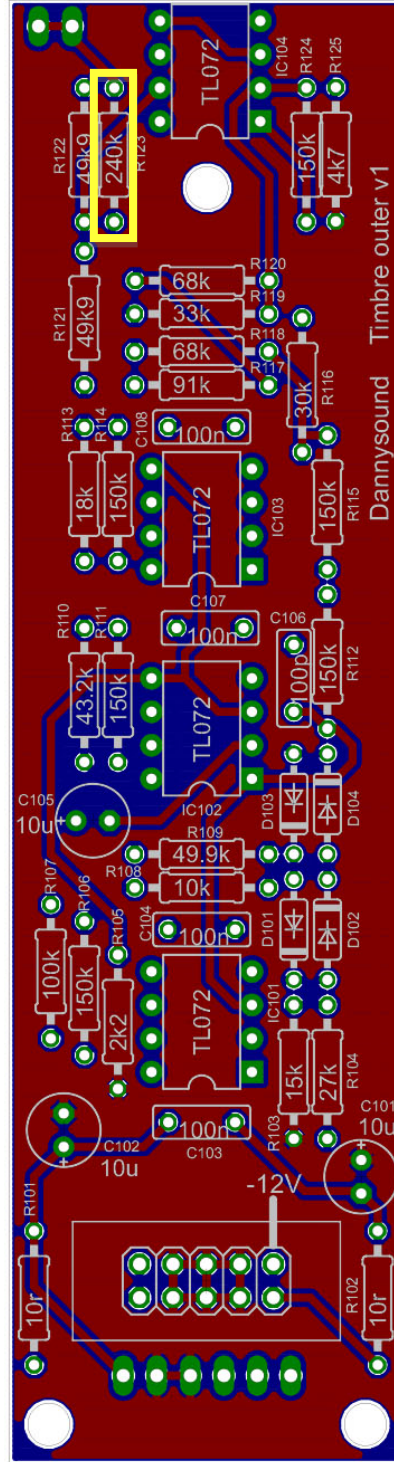 IC104
TL072
R124
R125
R122
49k9
240k
R123
150k
4k7
Timbre outer v1
Dannysound
R120
68k
R119
33k
R118
68k
R117
91k
R121
49k9
R116
30k
R113
R114
C108
100n
18k
150k
TL072
IC103
150k
R115
C107
100n
R110
R111
C106
100p
43.2k
150k
TL072
150k
R112
IC102
C105
10u
+
D103
D104
R109
49.9k
R108
10k
R107
R106
R105
C104
100n
D101
D102
100k
150k
2k2
TL072
IC101
15k
27k
R103
R104
C102
10u
+
100n
C103
C101
10u
+
R101
-12V
10r
R102
10r